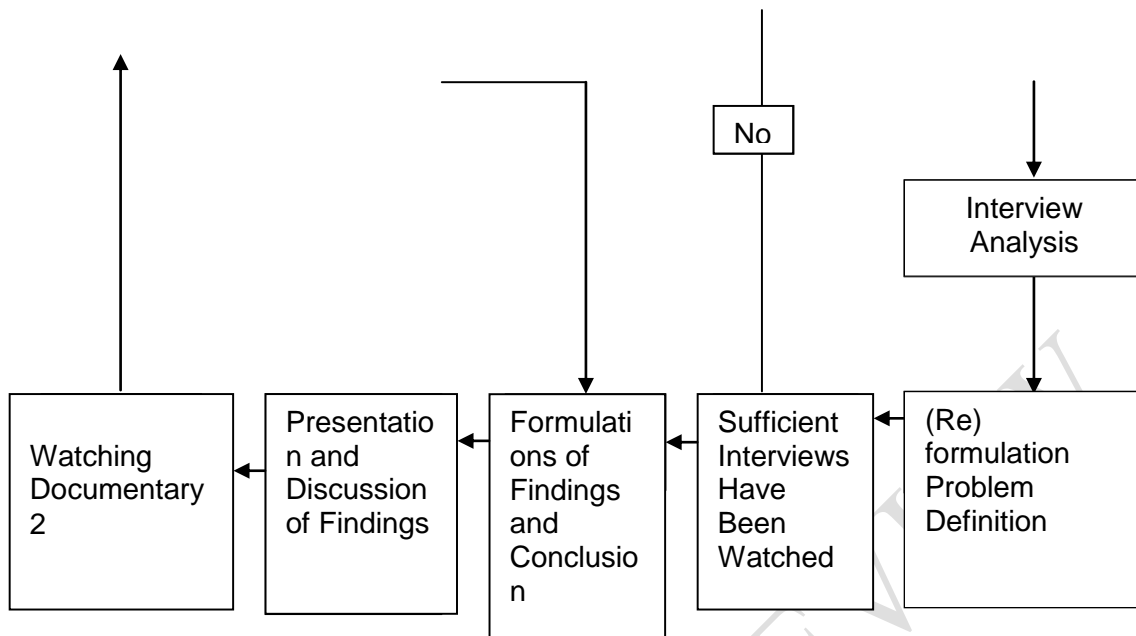 No
Interview
Analysis
Watching
Documentary
2
Presentatio
n and
Discussion
of Findings
Formulati
ons of
Findings
and
Conclusio
n
Sufficient
Interviews
Have
Been
Watched
(Re)
formulation
Problem
Definition